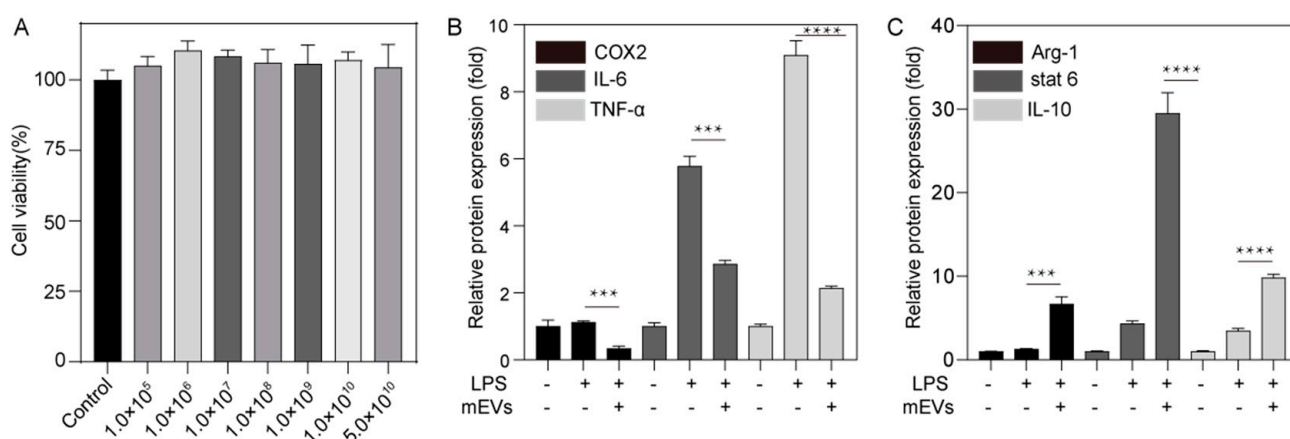 A
Cell viability(%)
100
75
50
25
0
Control
1.0×10⁵
1.0×10⁶
1.0×10⁷
1.0×10⁸
1.0×10⁹
1.0×10¹⁰
5.0×10¹⁰
B
Relative protein expression (fold)
10
8
6
4
2
0
COX2
IL-6
TNF-α
***
***
****
LPS - + + - + + - + +
mEVs - - + - - + - - +
C
Relative protein expression (fold)
40
30
20
10
0
Arg-1
stat 6
IL-10
***
****
****
LPS - + + - + + - + +
mEVs - - + - - + - - +